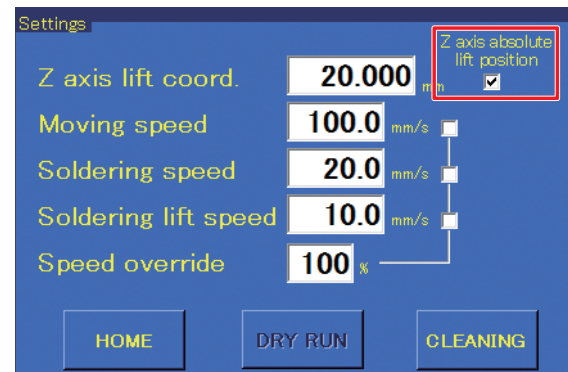 Settings
Z axis absolute
lift position
Z axis lift coord. 20.000 mm
Moving speed 100.0 mm/s
Soldering speed 20.0 mm/s
Soldering lift speed 10.0 mm/s
Speed override 100 %
HOME DRY RUN CLEANING